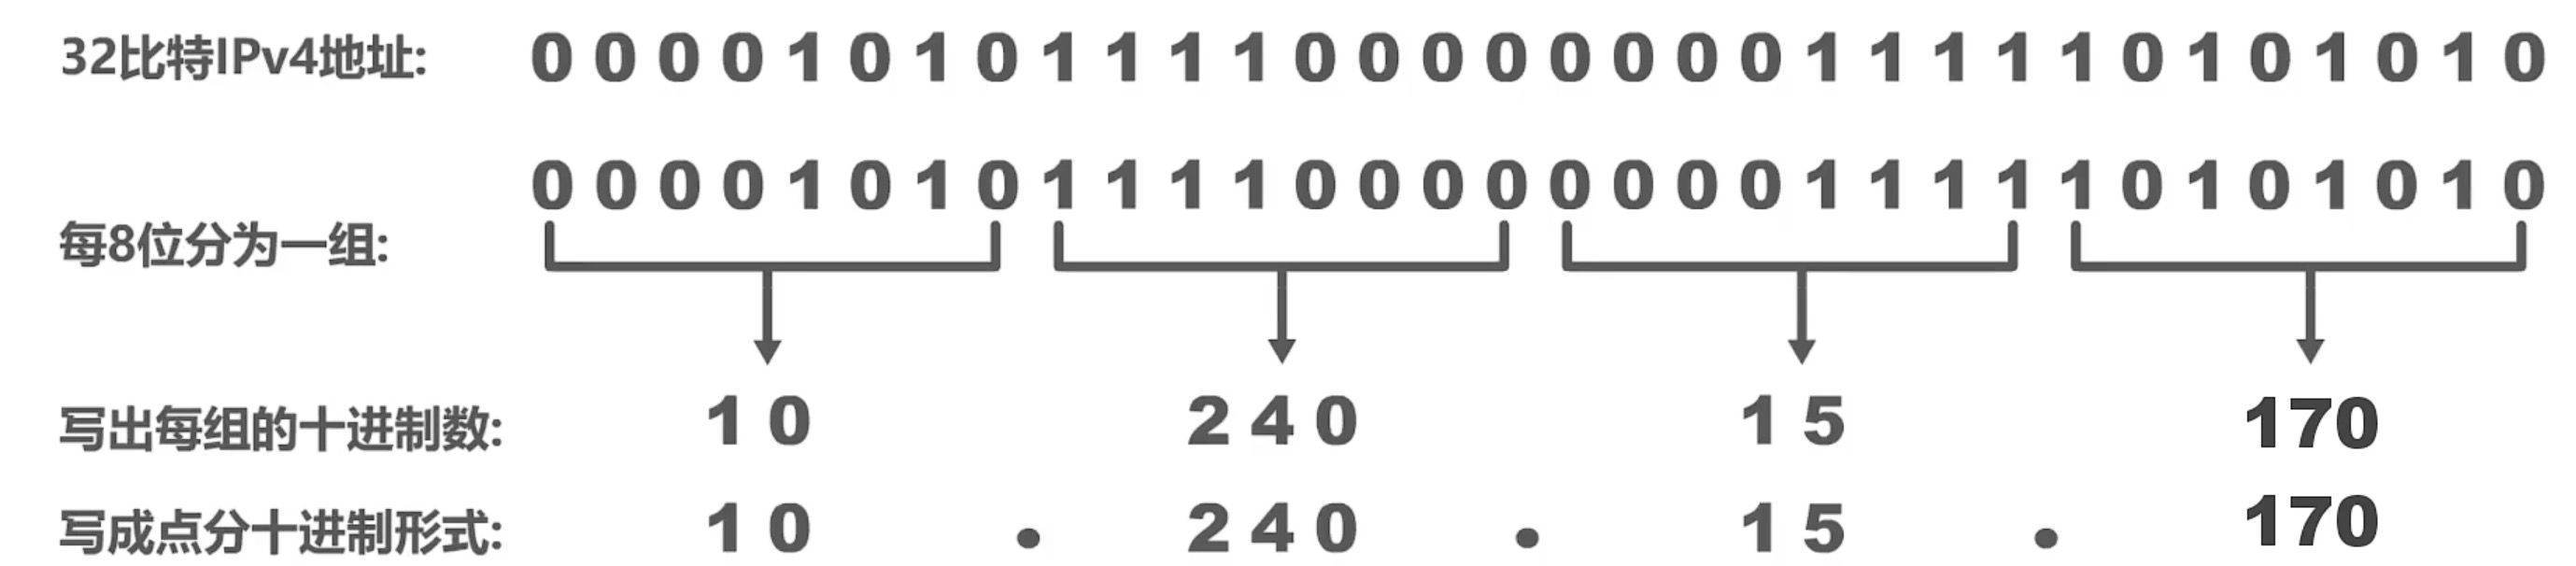 32比特IPv4地址: 0 0 0 0 1 0 1 0 1 1 1 1 0 0 0 0 0 0 0 0 1 1 1 1 1 0 1 0 1 0 1 0
0 0 0 0 1 0 1 0 1 1 1 1 0 0 0 0 0 0 0 0 1 1 1 1 1 0 1 0 1 0 1 0
每8位分为一组:
写出每组的十进制数: 1 0 2 4 0 1 5 170
写成点分十进制形式: 1 0 . 2 4 0 . 1 5 . 170